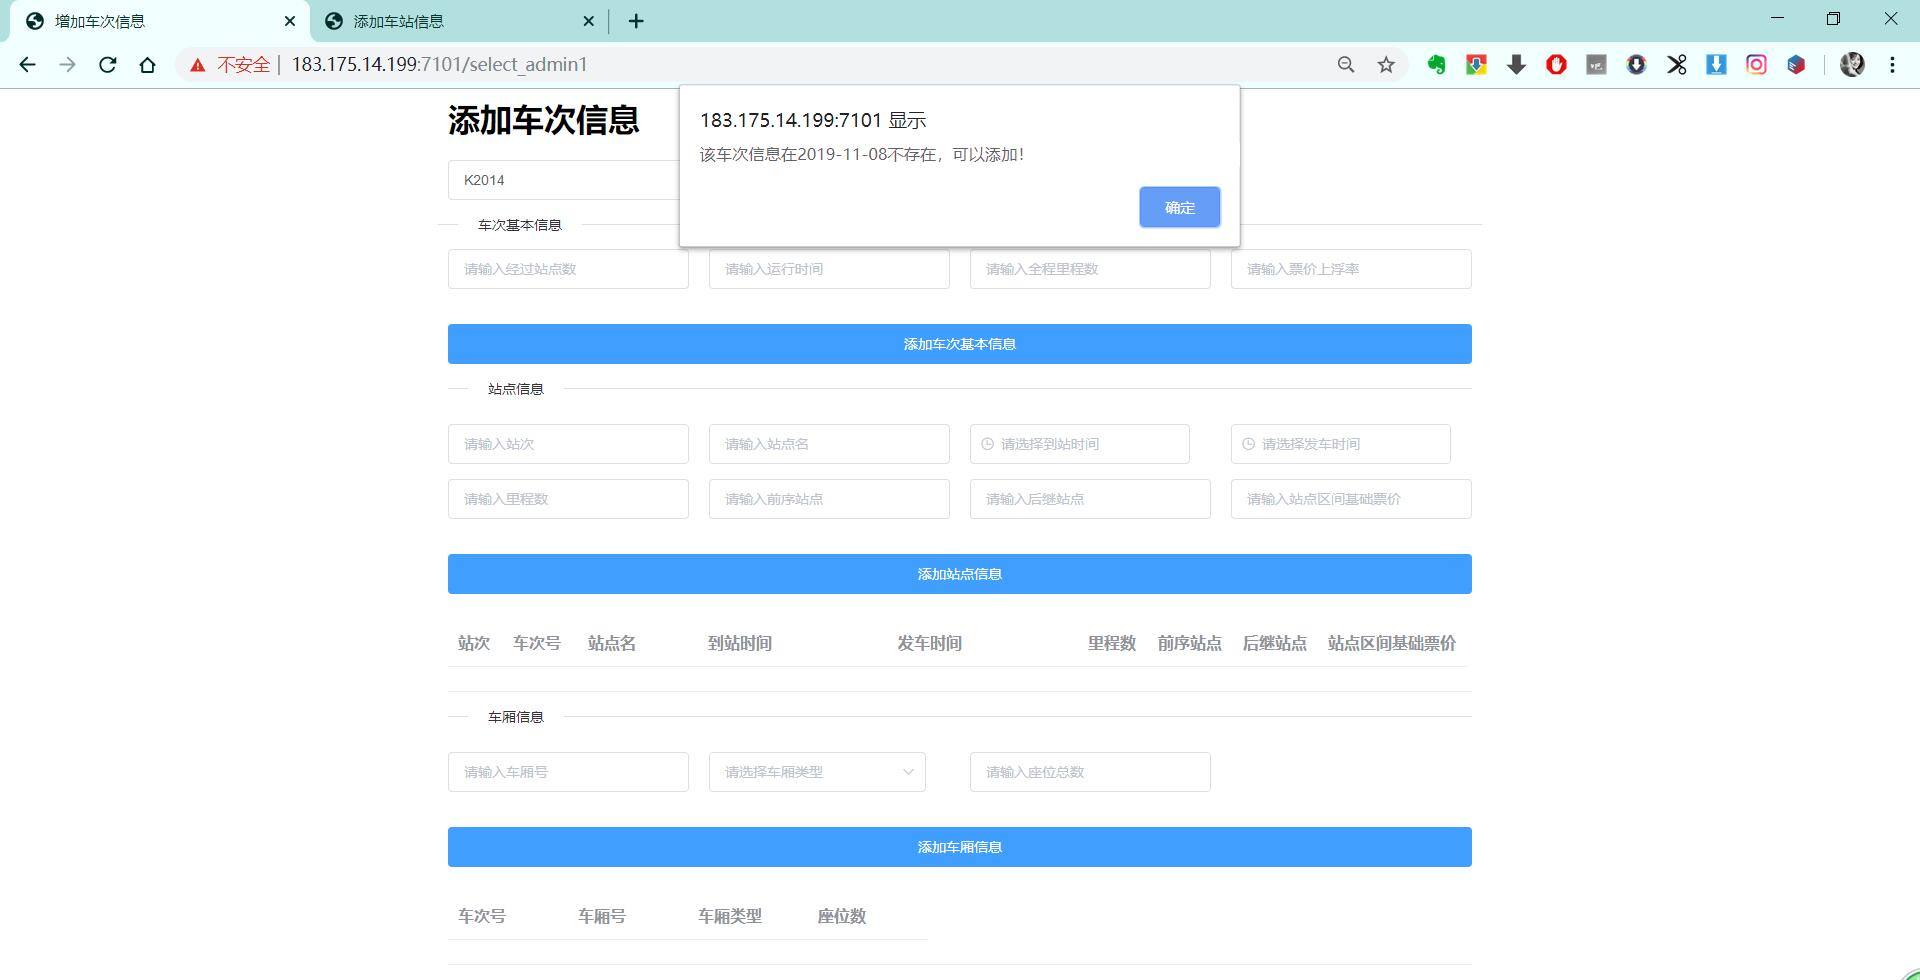 增加车次信息
添加车站信息
不安全
183.175.14.199:7101/select_admin1
183.175.14.199:7101 显示
该车次信息在2019-11-08不存在，可以添加！
确定
添加车次信息
K2014
车次基本信息
请输入经过站点数 请输入运行时间 请输入全程里程数 请输入票价上浮率
添加车次基本信息
站点信息
请输入站次 请输入站点名 请选择到站时间 请选择发车时间
请输入里程数 请输入前序站点 请输入后继站点 请输入站点区间基础票价
添加站点信息
站次 车次号 站点名 到站时间 发车时间 里程数 前序站点 后继站点 站点区间基础票价
车厢信息
请输入车厢号 请选择车厢类型 请输入座位总数
添加车厢信息
车次号 车厢号 车厢类型 座位数